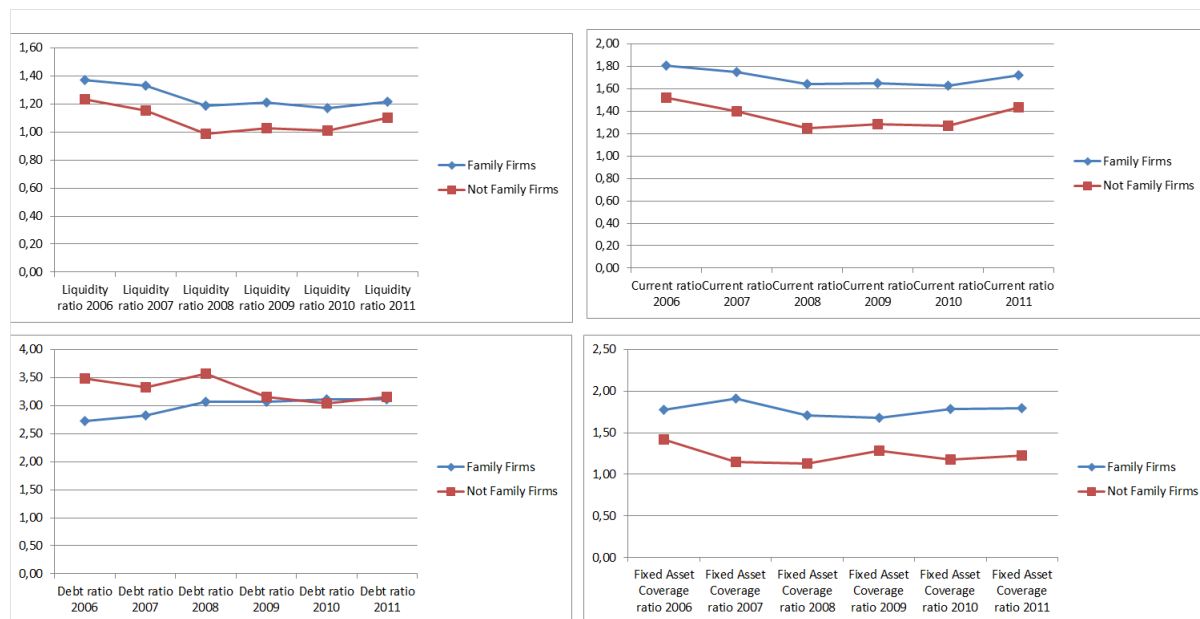 1,60
1,40
1,20
1,00
0,80
0,60
0,40
0,20
0,00
Liquidity ratio 2006
Liquidity ratio 2007
Liquidity ratio 2008
Liquidity ratio 2009
Liquidity ratio 2010
Liquidity ratio 2011
Family Firms
Not Family Firms
2,00
1,80
1,60
1,40
1,20
1,00
0,80
0,60
0,40
0,20
0,00
Current ratio 2006
Current ratio 2007
Current ratio 2008
Current ratio 2009
Current ratio 2010
Current ratio 2011
Family Firms
Not Family Firms
4,00
3,50
3,00
2,50
2,00
1,50
1,00
0,50
0,00
Debt ratio 2006
Debt ratio 2007
Debt ratio 2008
Debt ratio 2009
Debt ratio 2010
Debt ratio 2011
Family Firms
Not Family Firms
2,50
2,00
1,50
1,00
0,50
0,00
Fixed Asset Coverage ratio 2006
Fixed Asset Coverage ratio 2007
Fixed Asset Coverage ratio 2008
Fixed Asset Coverage ratio 2009
Fixed Asset Coverage ratio 2010
Fixed Asset Coverage ratio 2011
Family Firms
Not Family Firms